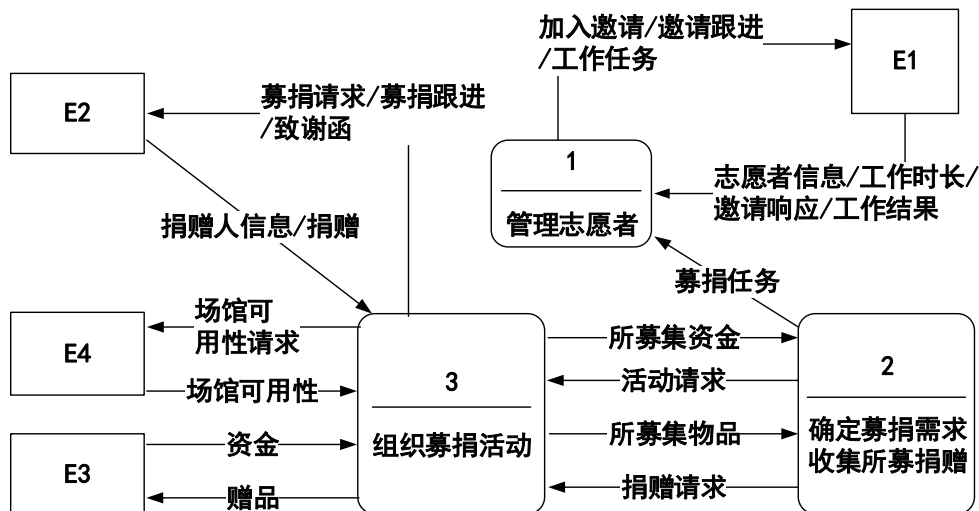 加入邀请/邀请跟进
/工作任务
E1
E2
募捐请求/募捐跟进
/致谢函
1
管理志愿者
志愿者信息/工作时长/
邀请响应/工作结果
捐赠人信息/捐赠
募捐任务
场馆可
用性请求
E4
场馆可用性
3
组织募捐活动
所募集资金
活动请求
所募集物品
捐赠请求
2
确定募捐需求
收集所募捐赠
E3
资金
赠品